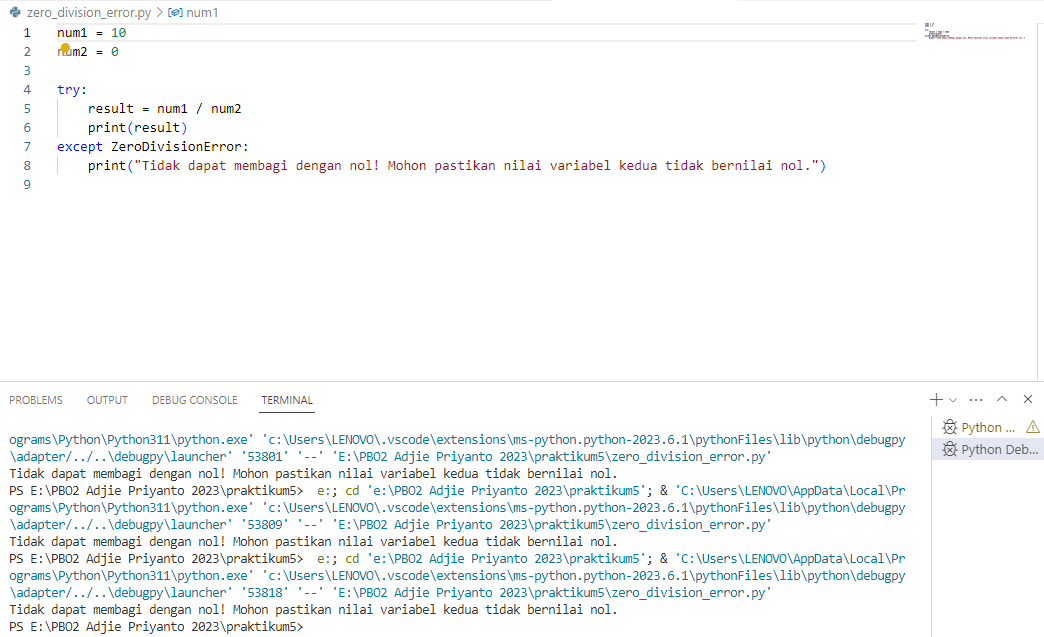 zero_division_error.py > num1
1 num1 = 10
2 num2 = 0
3
4 try:
5     result = num1 / num2
6     print(result)
7 except ZeroDivisionError:
8     print("Tidak dapat membagi dengan nol! Mohon pastikan nilai variabel kedua tidak bernilai nol.")
9
PROBLEMS OUTPUT DEBUG CONSOLE TERMINAL
Python ...
Python Deb...
ograms\Python\Python311\python.exe' 'c:\Users\LENOVO\.vscode\extensions\ms-python.python-2023.6.1\pythonFiles\lib\python\debugpy
\adapter/../..\debugpy\launcher' '53801' '--' 'E:\PBO2 Adjie Priyanto 2023\praktikum5\zero_division_error.py'
Tidak dapat membagi dengan nol! Mohon pastikan nilai variabel kedua tidak bernilai nol.
PS E:\PBO2 Adjie Priyanto 2023\praktikum5>  e:; cd 'e:\PBO2 Adjie Priyanto 2023\praktikum5'; & 'C:\Users\LENOVO\AppData\Local\Pr
ograms\Python\Python311\python.exe' 'c:\Users\LENOVO\.vscode\extensions\ms-python.python-2023.6.1\pythonFiles\lib\python\debugpy
\adapter/../..\debugpy\launcher' '53809' '--' 'E:\PBO2 Adjie Priyanto 2023\praktikum5\zero_division_error.py'
Tidak dapat membagi dengan nol! Mohon pastikan nilai variabel kedua tidak bernilai nol.
PS E:\PBO2 Adjie Priyanto 2023\praktikum5>  e:; cd 'e:\PBO2 Adjie Priyanto 2023\praktikum5'; & 'C:\Users\LENOVO\AppData\Local\Pr
ograms\Python\Python311\python.exe' 'c:\Users\LENOVO\.vscode\extensions\ms-python.python-2023.6.1\pythonFiles\lib\python\debugpy
\adapter/../..\debugpy\launcher' '53818' '--' 'E:\PBO2 Adjie Priyanto 2023\praktikum5\zero_division_error.py'
Tidak dapat membagi dengan nol! Mohon pastikan nilai variabel kedua tidak bernilai nol.
PS E:\PBO2 Adjie Priyanto 2023\praktikum5>